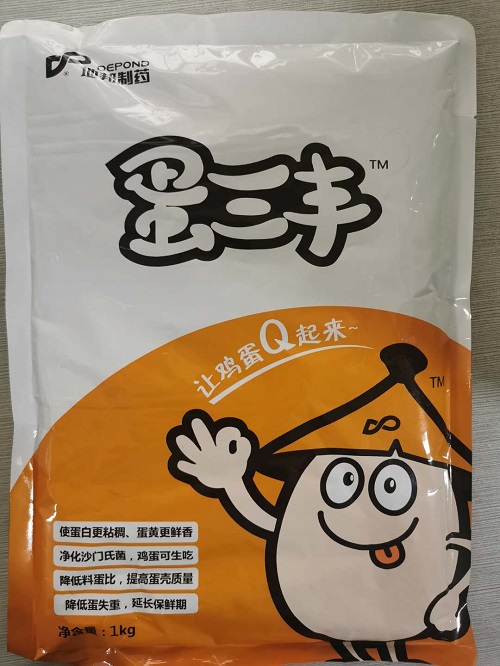 DEPOND
® 地邦制药
蛋三丰™
让鸡蛋Q起来~
TM
使蛋白更粘稠、蛋黄更鲜香
净化沙门氏菌，鸡蛋可生吃
降低料蛋比，提高蛋壳质量
降低蛋失重，延长保鲜期
净含量：1kg